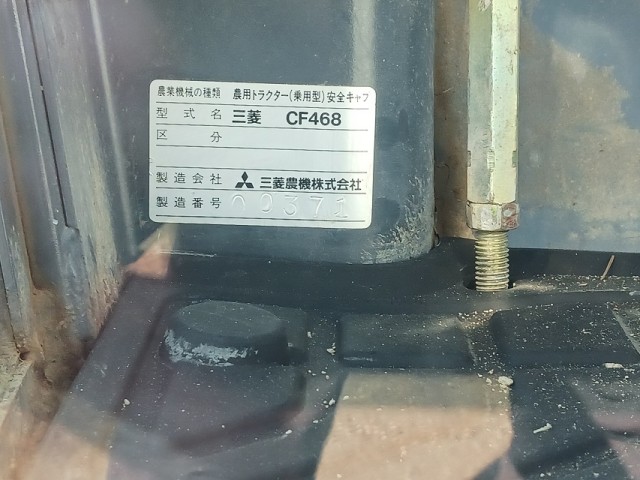 農業機械の種類 農用トラクター(乗用型)安全キャブ
型式名 三菱 CF468
区分
製造会社 三菱農機株式会社
製造番号 00371